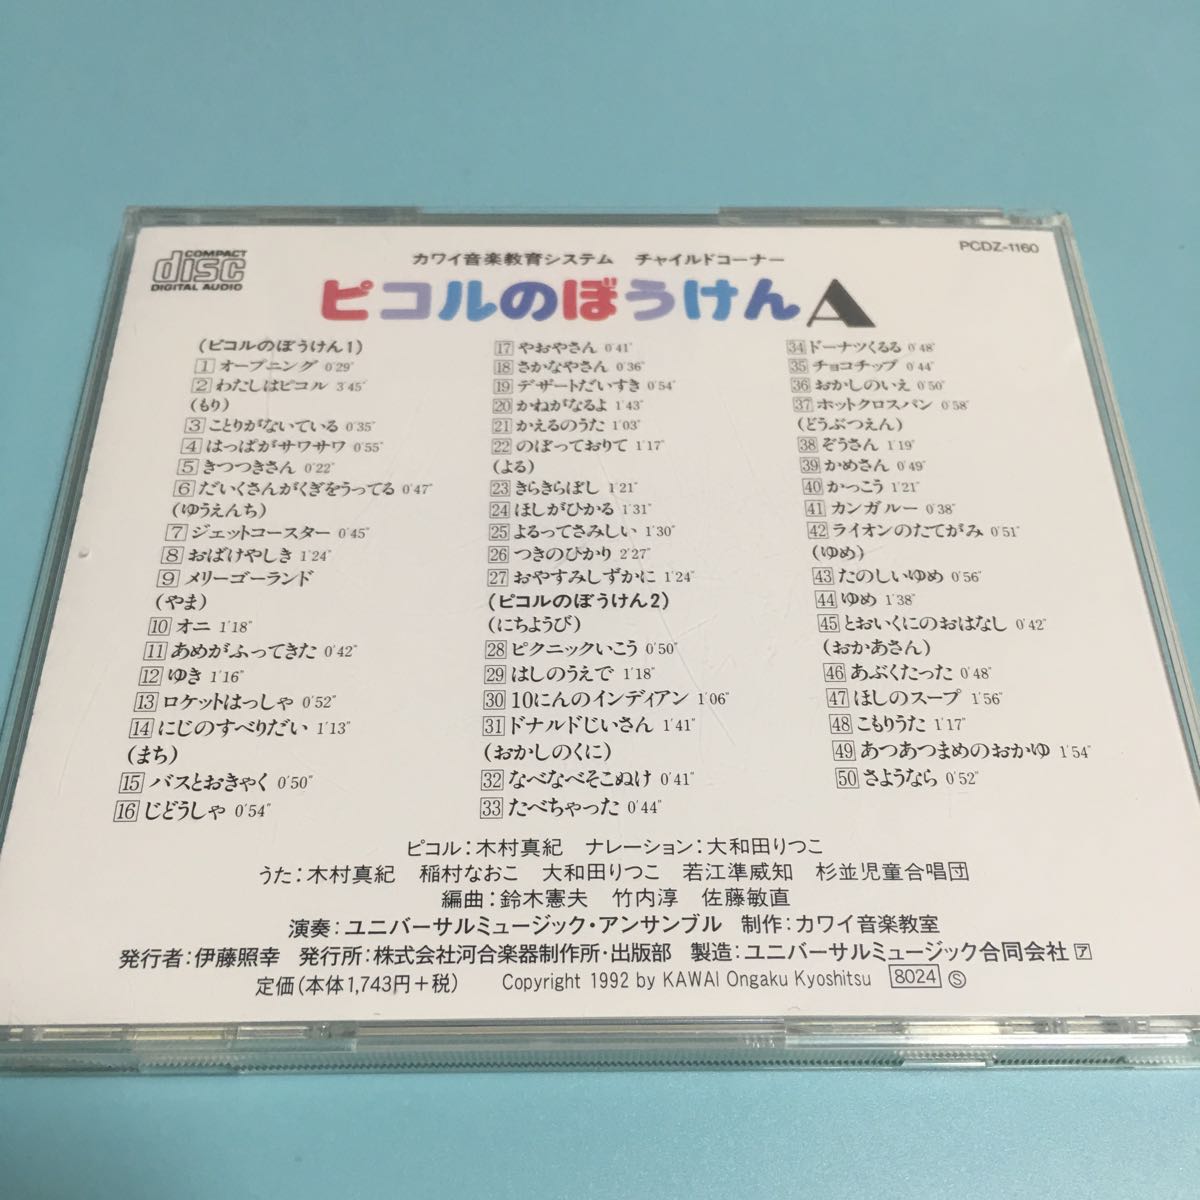 COMPACT
disc
DIGITAL AUDIO
PCDZ-1160
カワイ音楽教育システム チャイルドコーナー
ピコルのぼうけんA
(ピコルのぼうけん1)
1 オープニング 0'29"
2 わたしはピコル 3'45"
(もり)
3 ことりがないている 0'35"
4 はっぱがサワサワ 0'55"
5 きつつきさん 0'22"
6 だいくさんがくぎをうってる 0'47"
(ゆうえんち)
7 ジェットコースター 0'45"
8 おばけやしき 1'24"
9 メリーゴーランド
(やま)
10 オニ 1'18"
11 あめがふってきた 0'42"
12 ゆき 1'16"
13 ロケットはっしゃ 0'52"
14 にじのすべりだい 1'13"
(まち)
15 バスとおきゃく 0'50"
16 じどうしゃ 0'54"
17 やおやさん 0'41"
18 さかなやさん 0'36"
19 デザートだいすき 0'54"
20 かねがなるよ 1'43"
21 かえるのうた 1'03"
22 のぼっておりて 1'17"
(よる)
23 きらきらぼし 1'21"
24 ほしがひかる 1'31"
25 よるってさみしい 1'30"
26 つきのひかり 2'27"
27 おやすみしずかに 1'24"
(ピコルのぼうけん2)
(にちようび)
28 ピクニックいこう 0'50"
29 はしのうえで 1'18"
30 10にんのインディアン 1'06"
31 ドナルドじいさん 1'41"
(おかしのくに)
32 なべなべそこぬけ 0'41"
33 たべちゃった 0'44"
34 ドーナツくるる 0'48"
35 チョコチップ 0'44"
36 おかしのいえ 0'50"
37 ホットクロスパン 0'58"
(どうぶつえん)
38 ぞうさん 1'19"
39 かめさん 0'49"
40 かっこう 1'21"
41 カンガルー 0'38"
42 ライオンのたてがみ 0'51"
(ゆめ)
43 たのしいゆめ 0'56"
44 ゆめ 1'38"
45 とおいくにのおはなし 0'42"
(おかあさん)
46 あぶくたった 0'48"
47 ほしのスープ 1'56"
48 こもりうた 1'17"
49 あつあつまめのおかゆ 1'54"
50 さようなら 0'52"
ピコル:木村真紀 ナレーション:大和田りつこ
うた:木村真紀 稲村なおこ 大和田りつこ 若江準威知 杉並児童合唱団
編曲:鈴木憲夫 竹内淳 佐藤敏直
演奏:ユニバーサルミュージック・アンサンブル 制作:カワイ音楽教室
発行者:伊藤照幸 発行所:株式会社河合楽器制作所・出版部 製造:ユニバーサルミュージック合同会社 ア
定価(本体1,743円+税) Copyright 1992 by KAWAI Ongaku Kyoshitsu 8024 Ⓢ